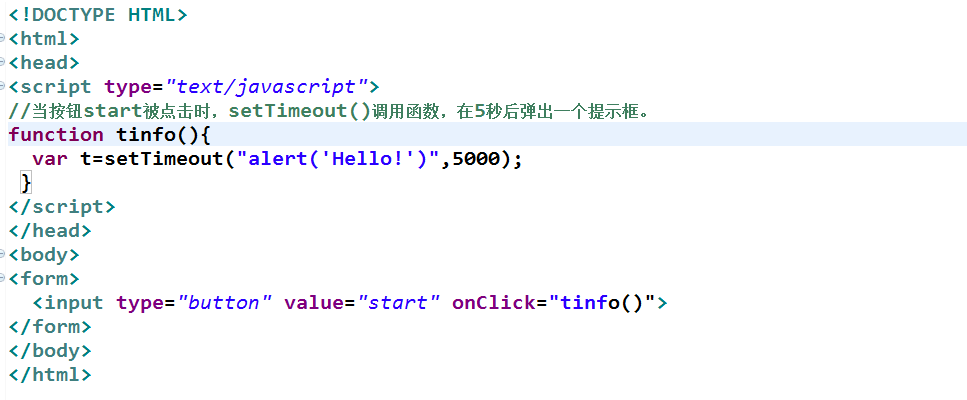 <!DOCTYPE HTML>
<html>
<head>
<script type="text/javascript">
//当按钮start被点击时，setTimeout()调用函数，在5秒后弹出一个提示框。
function tinfo(){
  var t=setTimeout("alert('Hello!')",5000);
 }
</script>
</head>
<body>
<form>
  <input type="button" value="start" onClick="tinfo()">
</form>
</body>
</html>